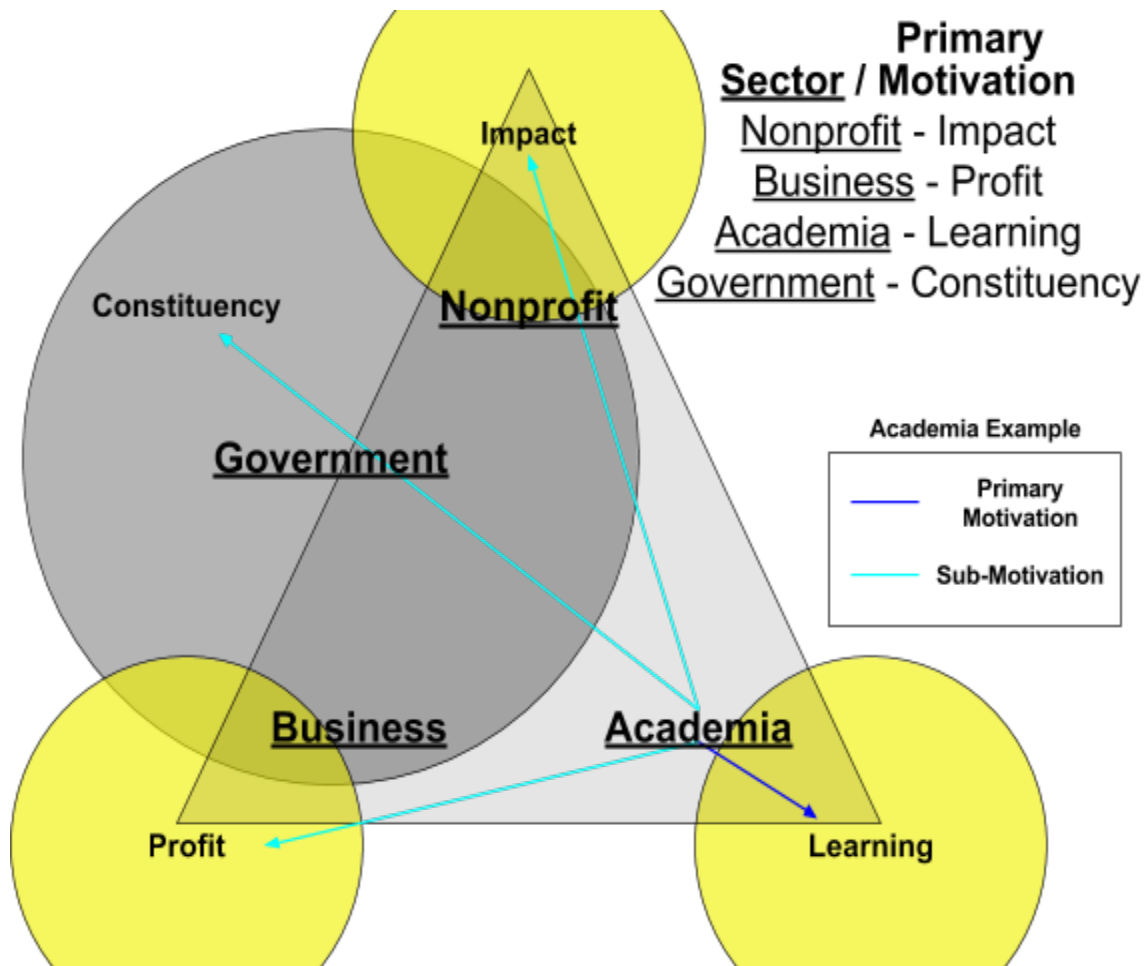 Primary
Sector / Motivation
Nonprofit - Impact
Business - Profit
Academia - Learning
Government - Constituency
Impact
Constituency
Nonprofit
Government
Academia Example
Primary
Motivation
Sub-Motivation
Business
Academia
Profit
Learning